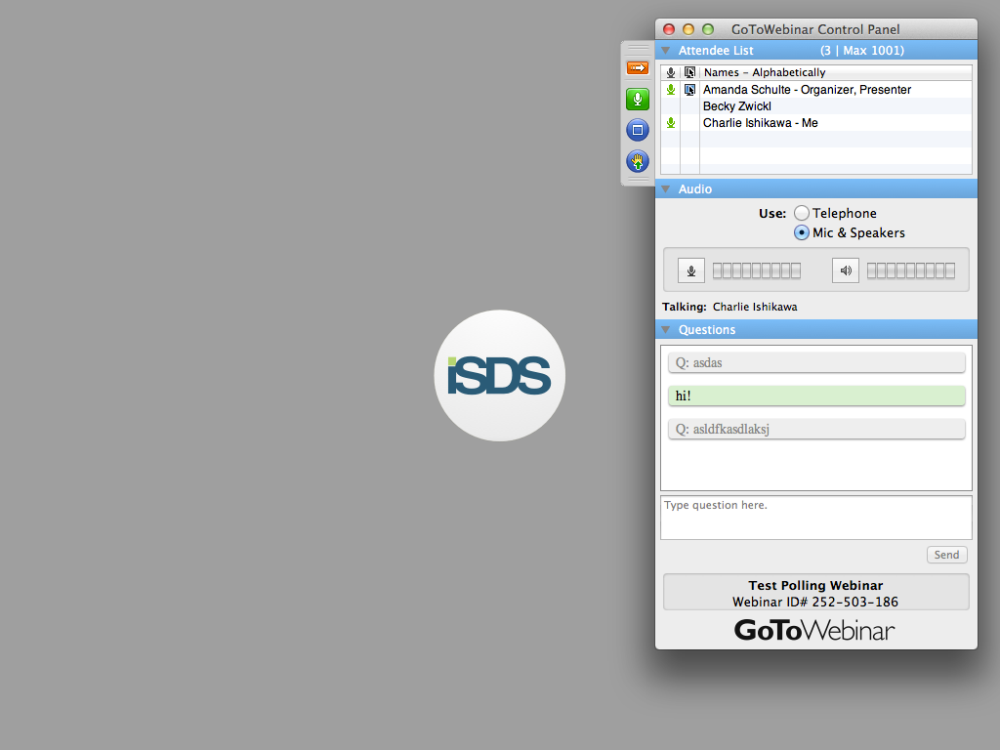 GoToWebinar Control Panel
Attendee List (3 | Max 1001)
Names - Alphabetically
Amanda Schulte - Organizer, Presenter
Becky Zwickl
Charlie Ishikawa - Me
Audio
Use: Telephone
Mic & Speakers
Talking: Charlie Ishikawa
Questions
Q: asdas
hi!
Q: asldfkasdlaksj
Type question here.
Send
Test Polling Webinar
Webinar ID# 252-503-186
GoToWebinar
iSDS